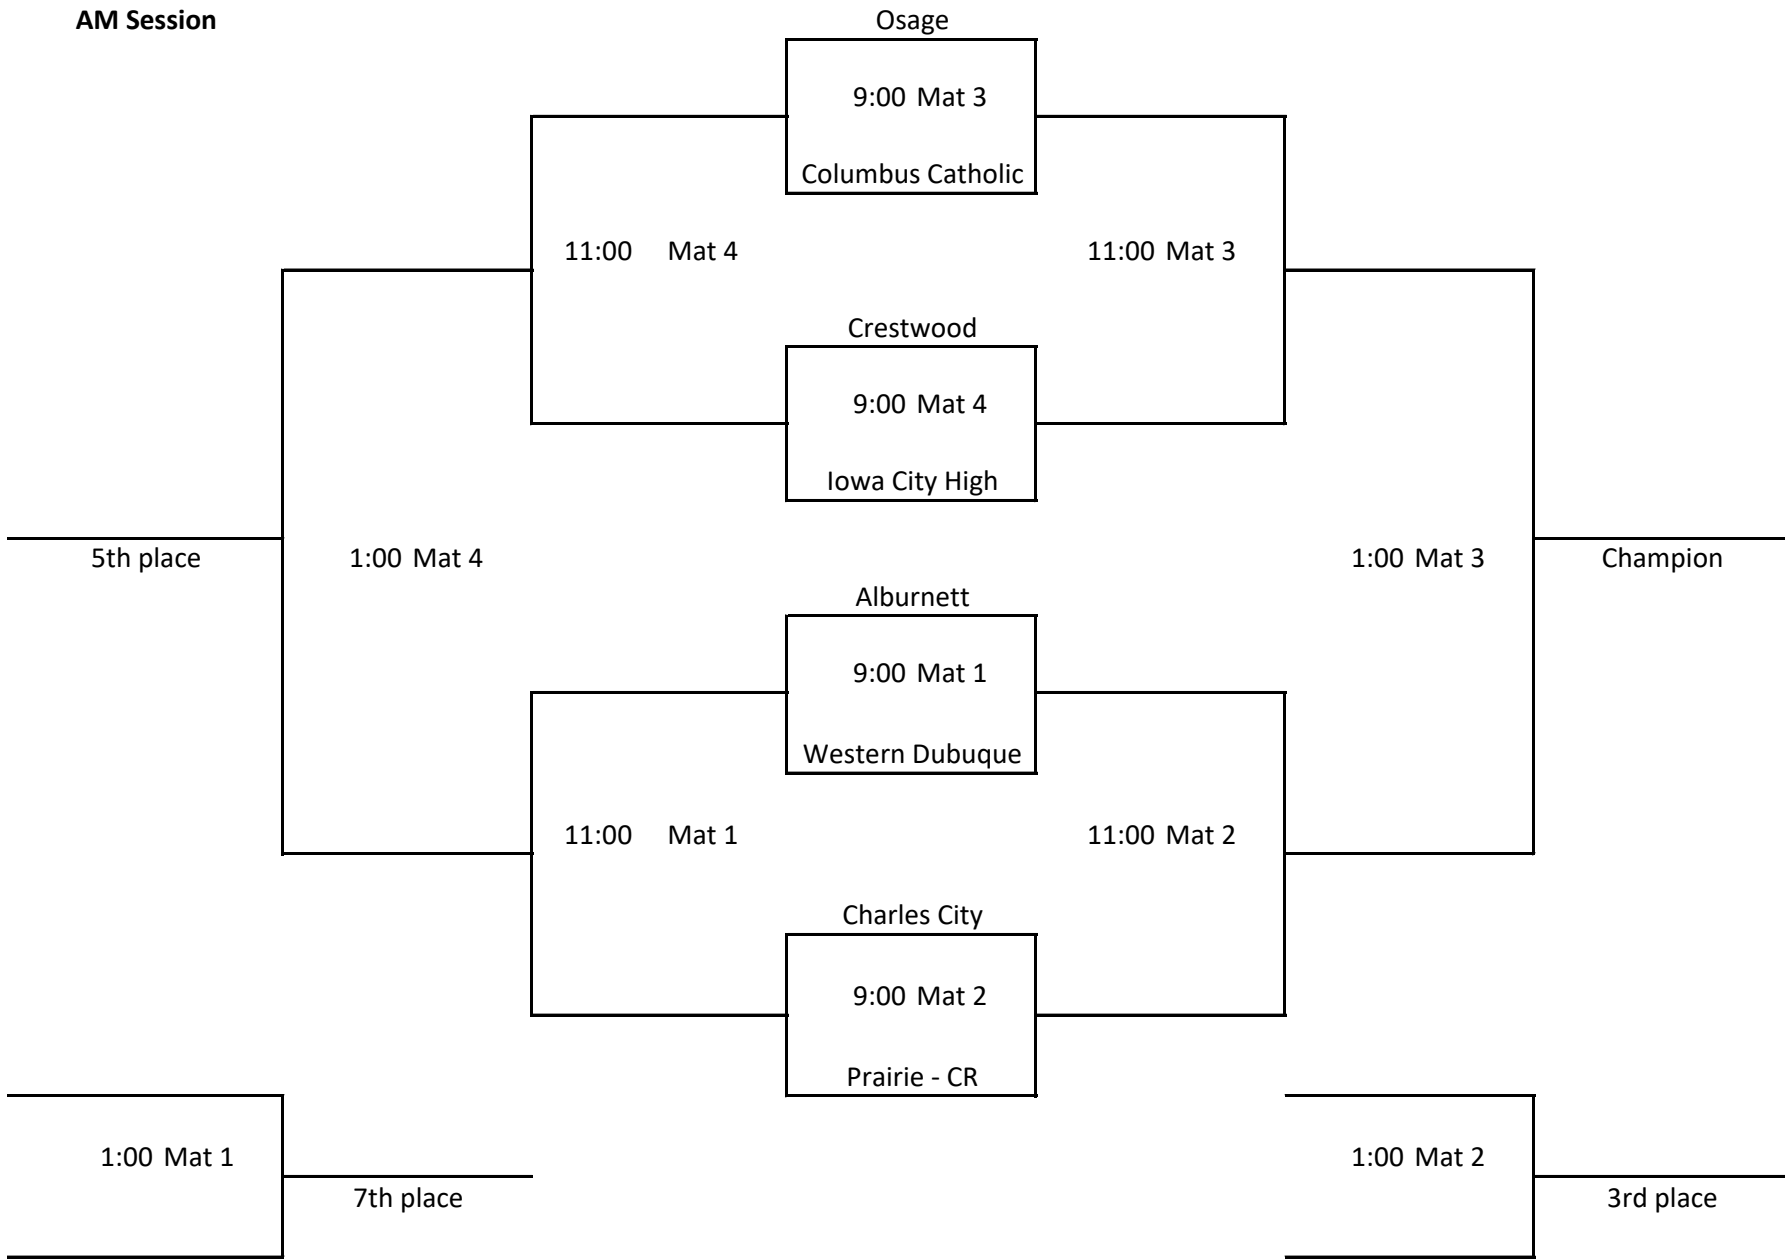 AM Session
Osage
9:00 Mat 3
Columbus Catholic
11:00 Mat 4
11:00 Mat 3
Crestwood
9:00 Mat 4
Iowa City High
5th place
1:00 Mat 4
1:00 Mat 3
Champion
Alburnett
9:00 Mat 1
Western Dubuque
11:00 Mat 1
11:00 Mat 2
Charles City
9:00 Mat 2
Prairie - CR
1:00 Mat 1
1:00 Mat 2
7th place
3rd place